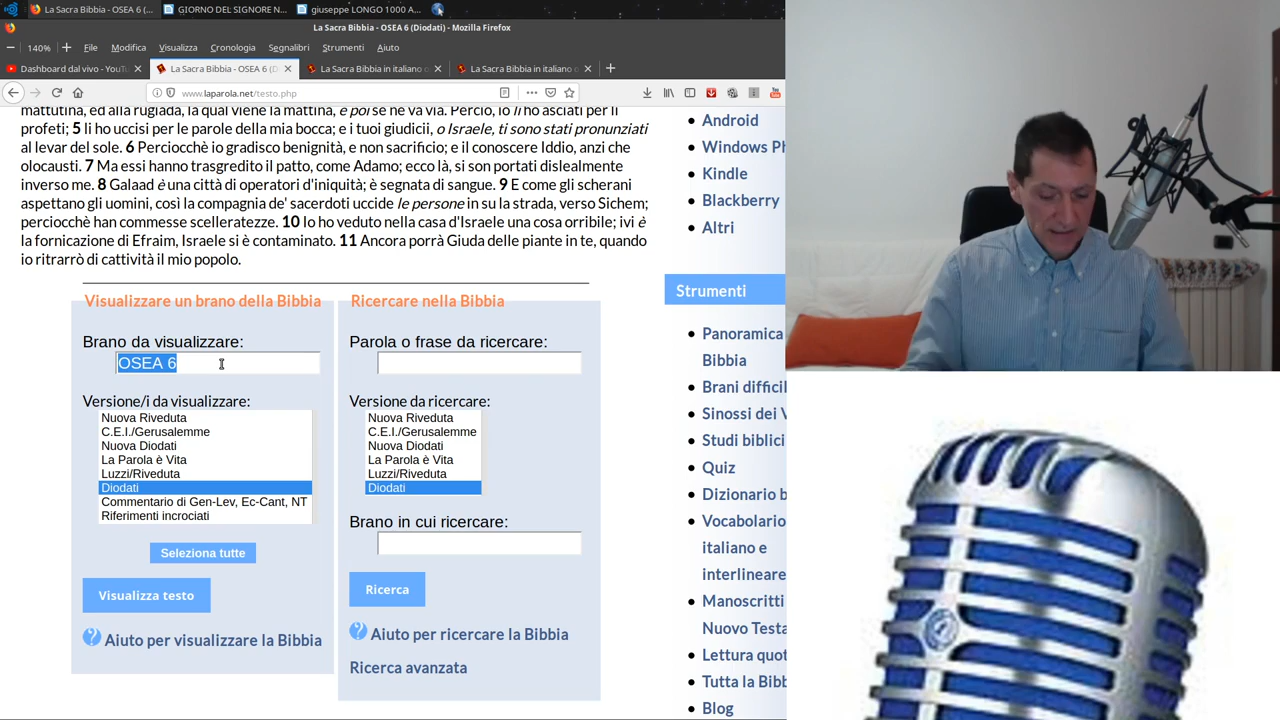 La Sacra Bibbia - OSEA 6 (...
GIORNO DEL SIGNORE N...
giuseppe LONGO 1000 A...
La Sacra Bibbia - OSEA 6 (Diodati) - Mozilla Firefox
140%
File Modifica Visualizza Cronologia Segnalibri Strumenti Aiuto
Dashboard dal vivo - YouTu
La Sacra Bibbia - OSEA 6 (D
La Sacra Bibbia in italiano o
La Sacra Bibbia in italiano o
www.laparola.net/testo.php
mattutina, ed alla rugiada, la qual viene la mattina, e poi se ne va via. Perciò, io li ho asciati per li
profeti; 5 li ho uccisi per le parole della mia bocca; e i tuoi giudicii, o Israele, ti sono stati pronunziati
al levar del sole. 6 Perciocchè io gradisco benignità, e non sacrificio; e il conoscere Iddio, anzi che
olocausti. 7 Ma essi hanno trasgredito il patto, come Adamo; ecco là, si son portati dislealmente
inverso me. 8 Galaad è una città di operatori d'iniquità; è segnata di sangue. 9 E come gli scherani
aspettano gli uomini, così la compagnia de' sacerdoti uccide le persone in su la strada, verso Sichem;
perciocchè han commesse scelleratezze. 10 Io ho veduto nella casa d'Israele una cosa orribile; ivi è
la fornicazione di Efraim, Israele si è contaminato. 11 Ancora porrà Giuda delle piante in te, quando
io ritrarrò di cattività il mio popolo.
Visualizzare un brano della Bibbia
Brano da visualizzare:
OSEA 6
Versione/i da visualizzare:
Nuova Riveduta
C.E.I./Gerusalemme
Nuova Diodati
La Parola è Vita
Luzzi/Riveduta
Diodati
Commentario di Gen-Lev, Ec-Cant, NT
Riferimenti incrociati
Seleziona tutte
Visualizza testo
Aiuto per visualizzare la Bibbia
Ricercare nella Bibbia
Parola o frase da ricercare:
Versione da ricercare:
Nuova Riveduta
C.E.I./Gerusalemme
Nuova Diodati
La Parola è Vita
Luzzi/Riveduta
Diodati
Brano in cui ricercare:
Ricerca
Aiuto per ricercare la Bibbia
Ricerca avanzata
Android
Windows Ph
Kindle
Blackberry
Altri
Strumenti
Panoramica
Bibbia
Brani difficil
Sinossi dei V
Studi biblici
Quiz
Dizionario b
Vocabolario
italiano e
interlineare
Manoscritti
Nuovo Testa
Lettura quot
Tutta la Bibb
Blog